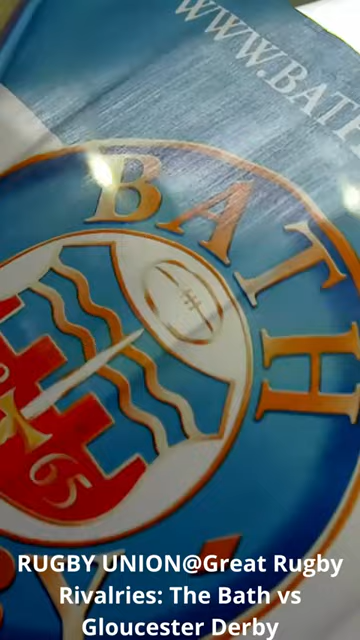 WWW.BAT
BATH
65
RUGBY UNION@Great Rugby
Rivalries: The Bath vs
Gloucester Derby